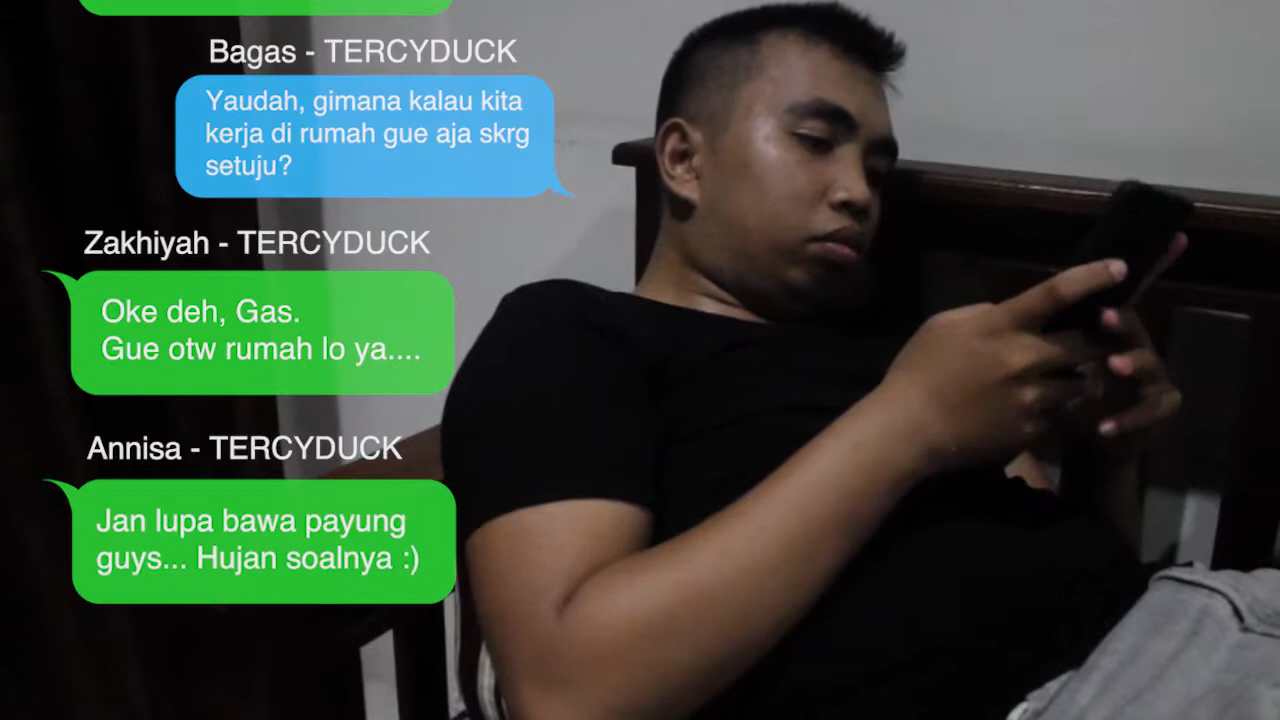 Bagas - TERCYDUCK
Yaudah, gimana kalau kita
kerja di rumah gue aja skrg
setuju?
Zakhiyah - TERCYDUCK
Oke deh, Gas.
Gue otw rumah lo ya....
Annisa - TERCYDUCK
Jan lupa bawa payung
guys... Hujan soalnya :)